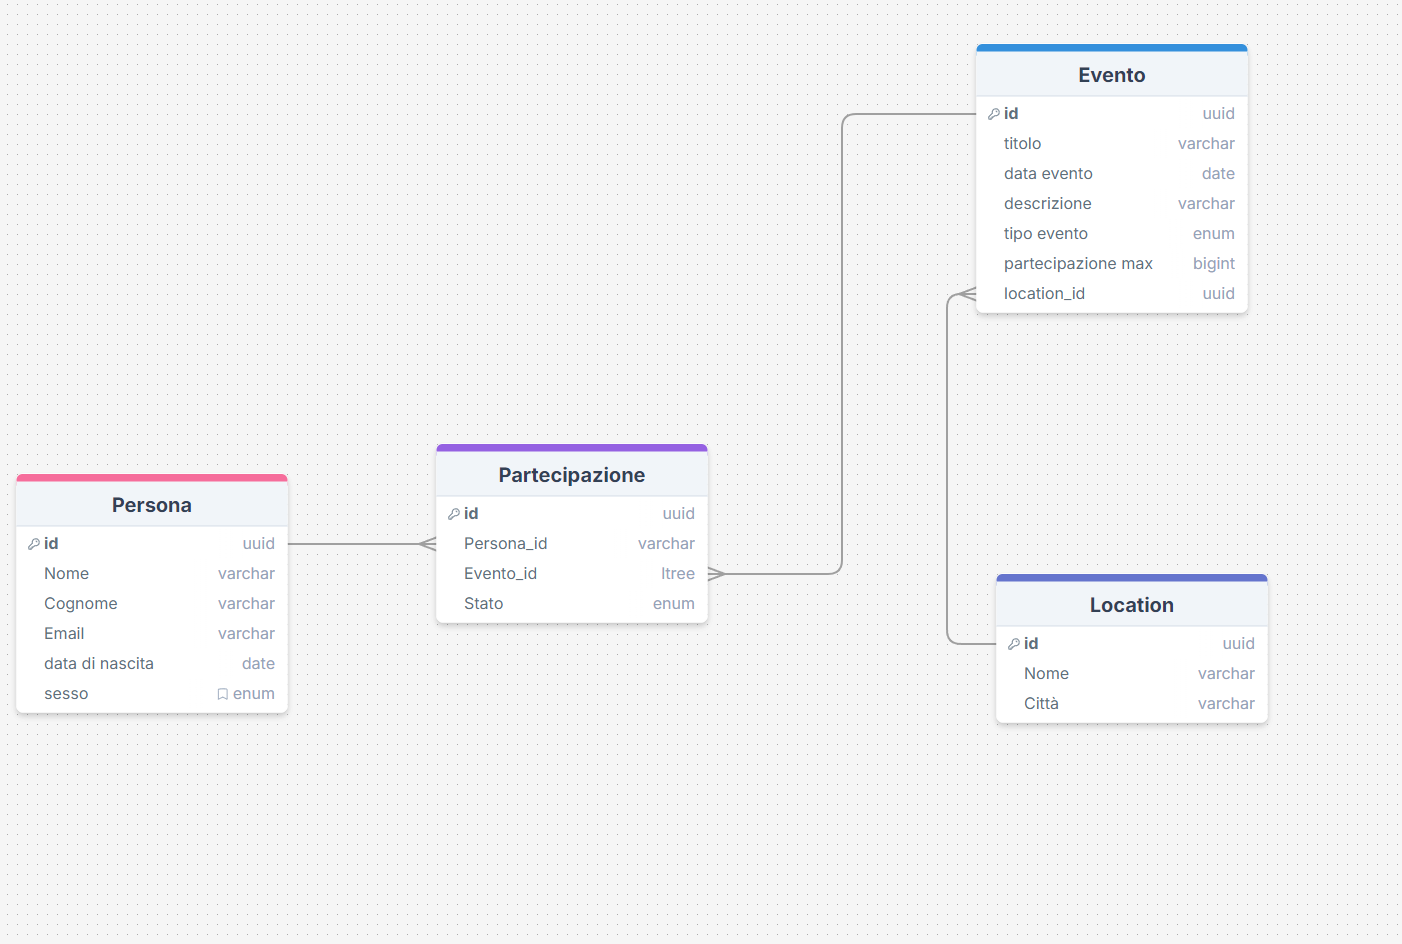 Evento
id uuid
titolo varchar
data evento date
descrizione varchar
tipo evento enum
partecipazione max bigint
location_id uuid
Partecipazione
id uuid
Persona_id varchar
Evento_id ltree
Stato enum
Persona
id uuid
Nome varchar
Cognome varchar
Email varchar
data di nascita date
sesso enum
Location
id uuid
Nome varchar
Città varchar